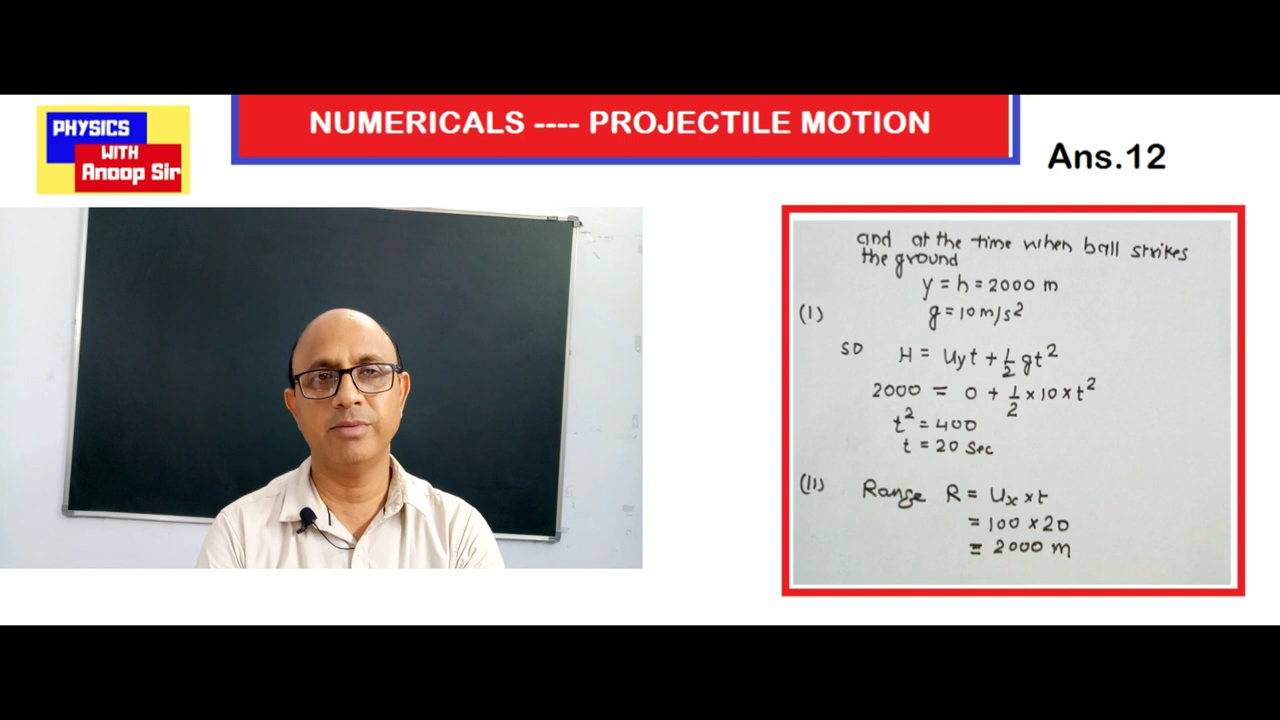 PHYSICS
WITH
Anoop Sir
NUMERICALS ---- PROJECTILE MOTION
Ans.12
and at the time when ball strikes
the ground
y = h = 2000 m
(I) g = 10 m/s²
so H = Uyt + 1/2 gt²
2000 = 0 + 1/2 × 10 × t²
t² = 400
t = 20 Sec
(II) Range R = Ux × t
= 100 × 20
= 2000 m